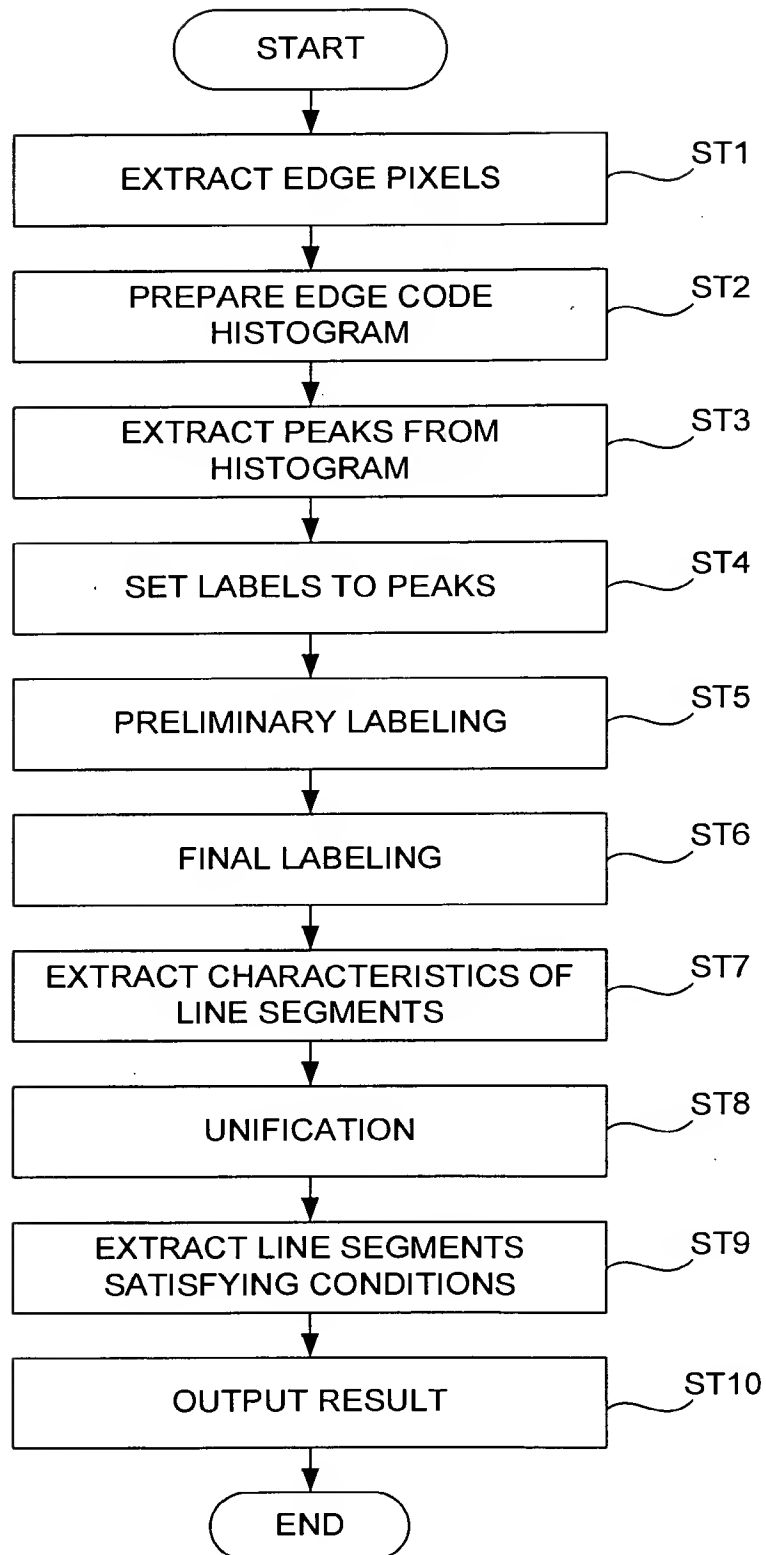 START
EXTRACT EDGE PIXELS
ST1
PREPARE EDGE CODE
HISTOGRAM
ST2
EXTRACT PEAKS FROM
HISTOGRAM
ST3
SET LABELS TO PEAKS
ST4
PRELIMINARY LABELING
ST5
FINAL LABELING
ST6
EXTRACT CHARACTERISTICS OF
LINE SEGMENTS
ST7
UNIFICATION
ST8
EXTRACT LINE SEGMENTS
SATISFYING CONDITIONS
ST9
OUTPUT RESULT
ST10
END